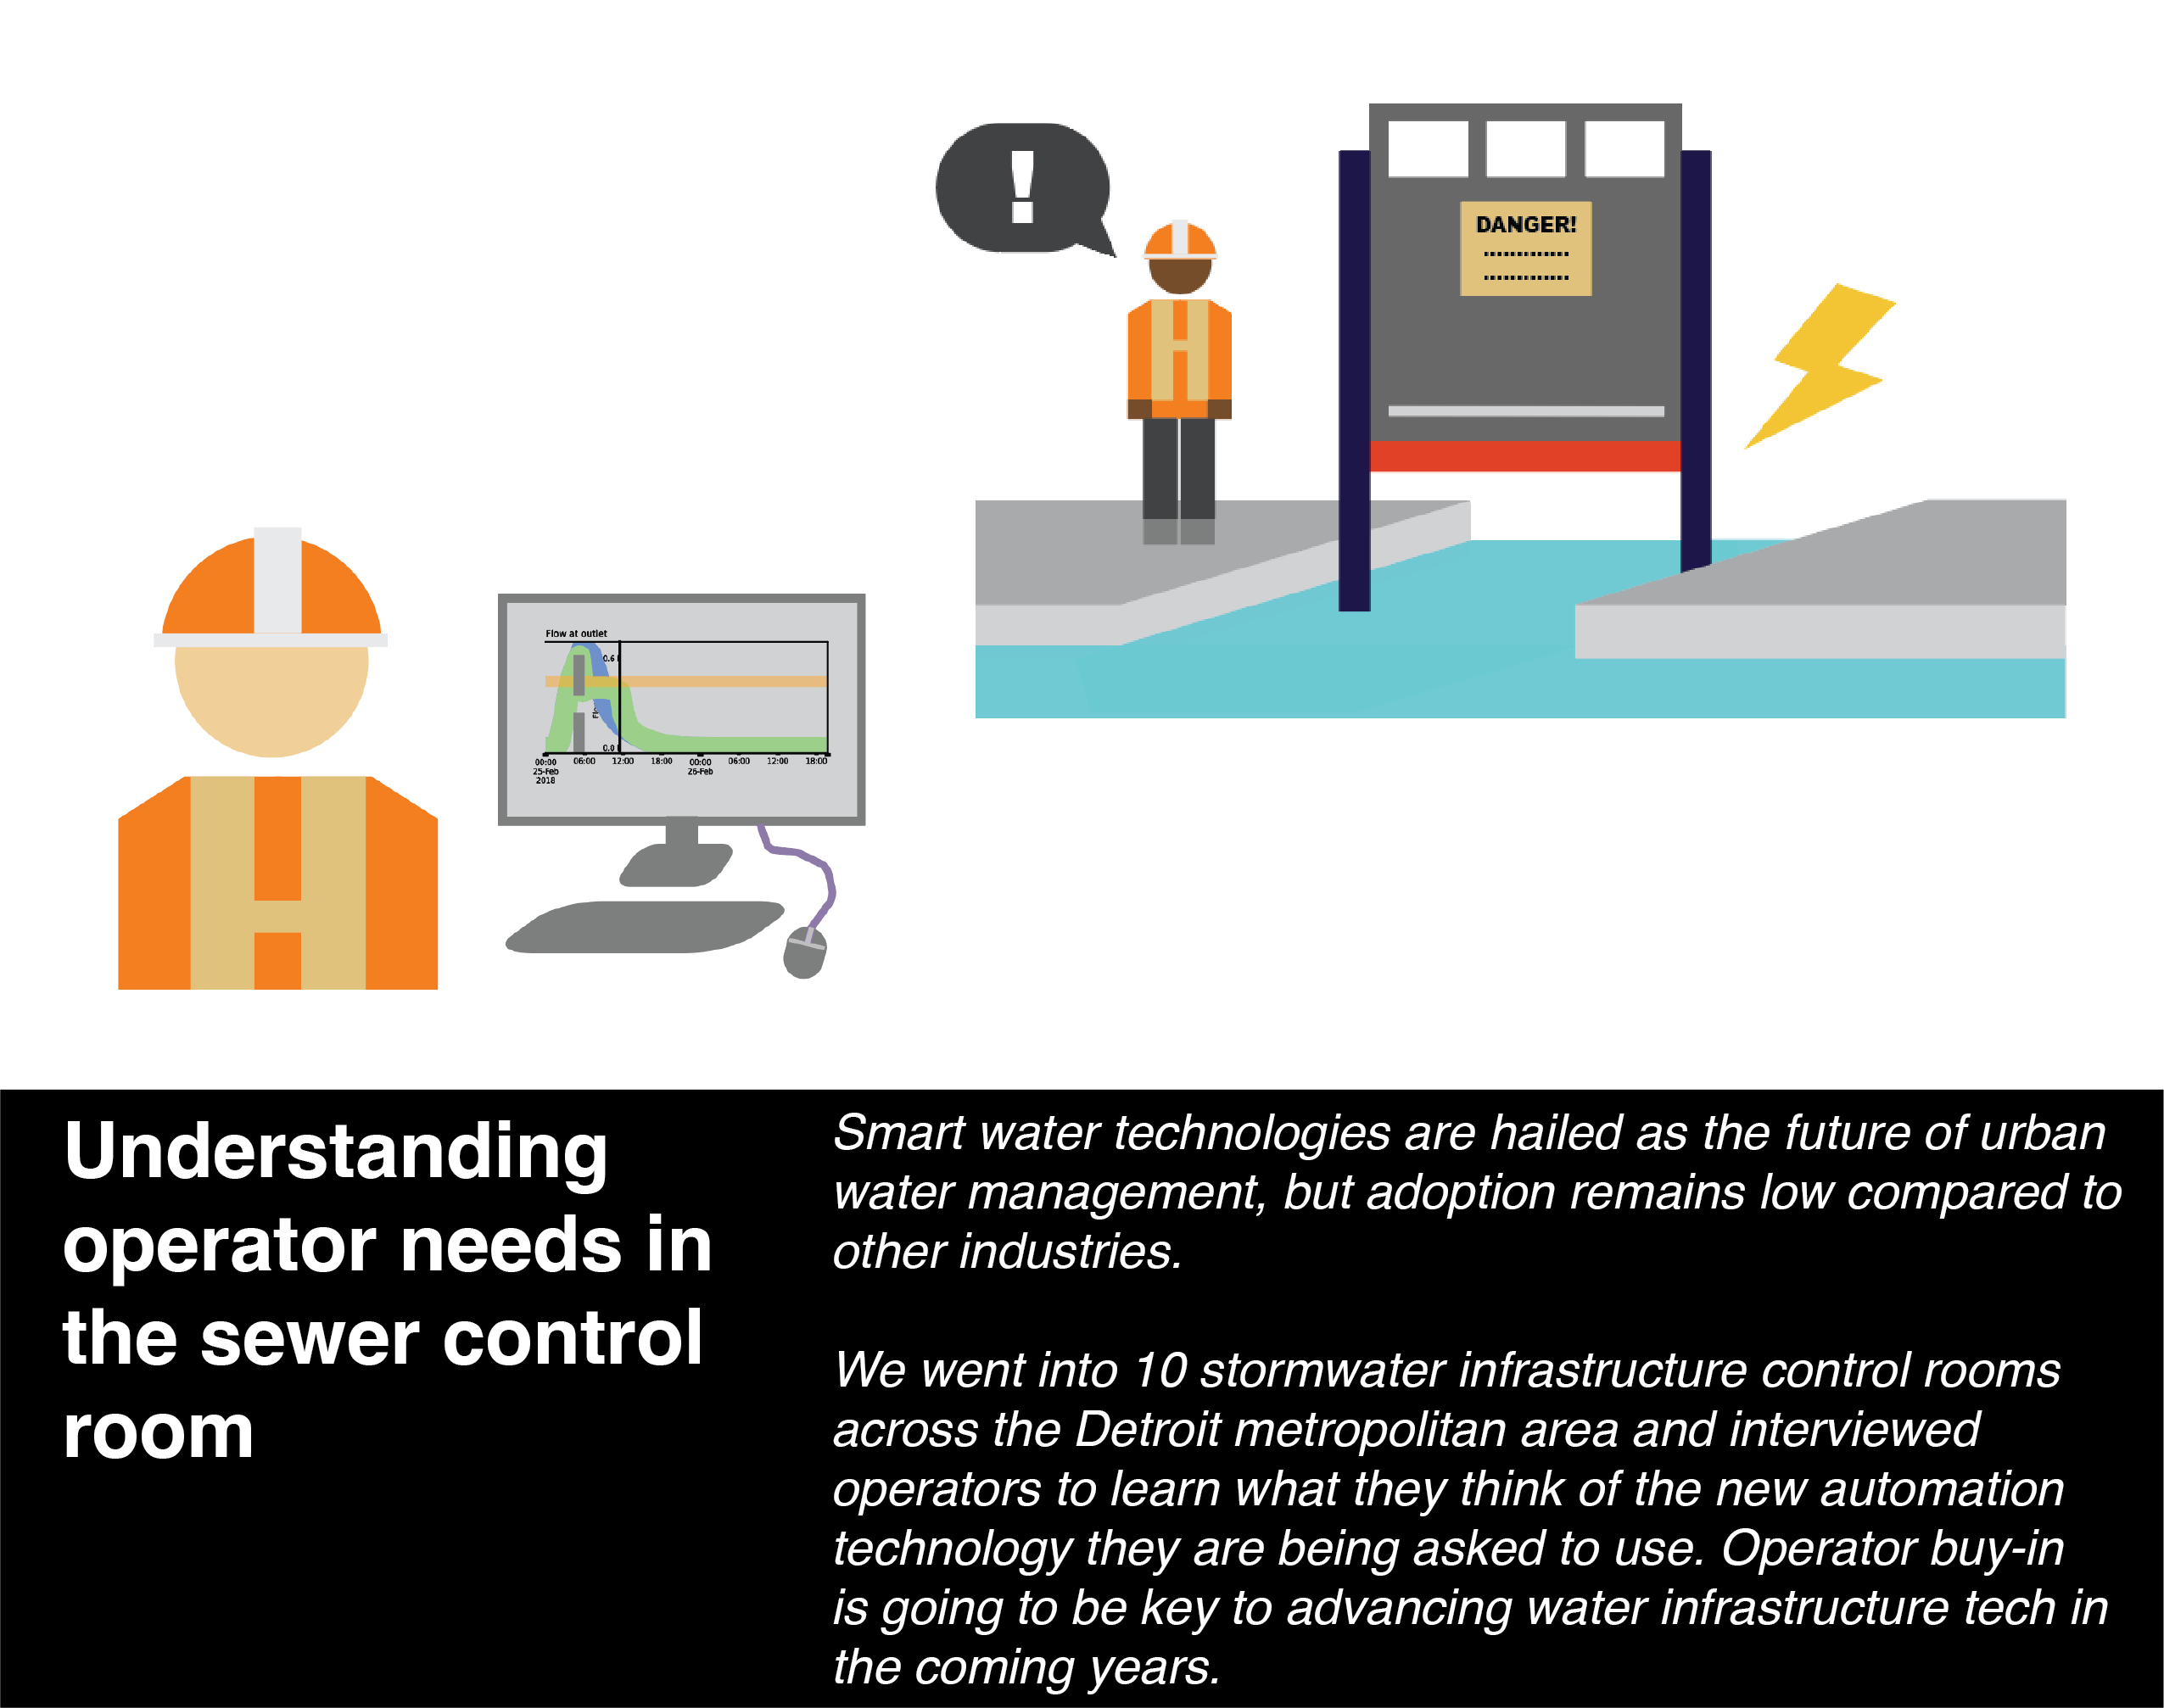 !
DANGER!
Flow at outlet
0.6
0.0
00:00 06:00 12:00 18:00 00:00 06:00 12:00 18:00
25-Feb 26-Feb
2018
Understanding
operator needs in
the sewer control
room
Smart water technologies are hailed as the future of urban
water management, but adoption remains low compared to
other industries.
We went into 10 stormwater infrastructure control rooms
across the Detroit metropolitan area and interviewed
operators to learn what they think of the new automation
technology they are being asked to use. Operator buy-in
is going to be key to advancing water infrastructure tech in
the coming years.